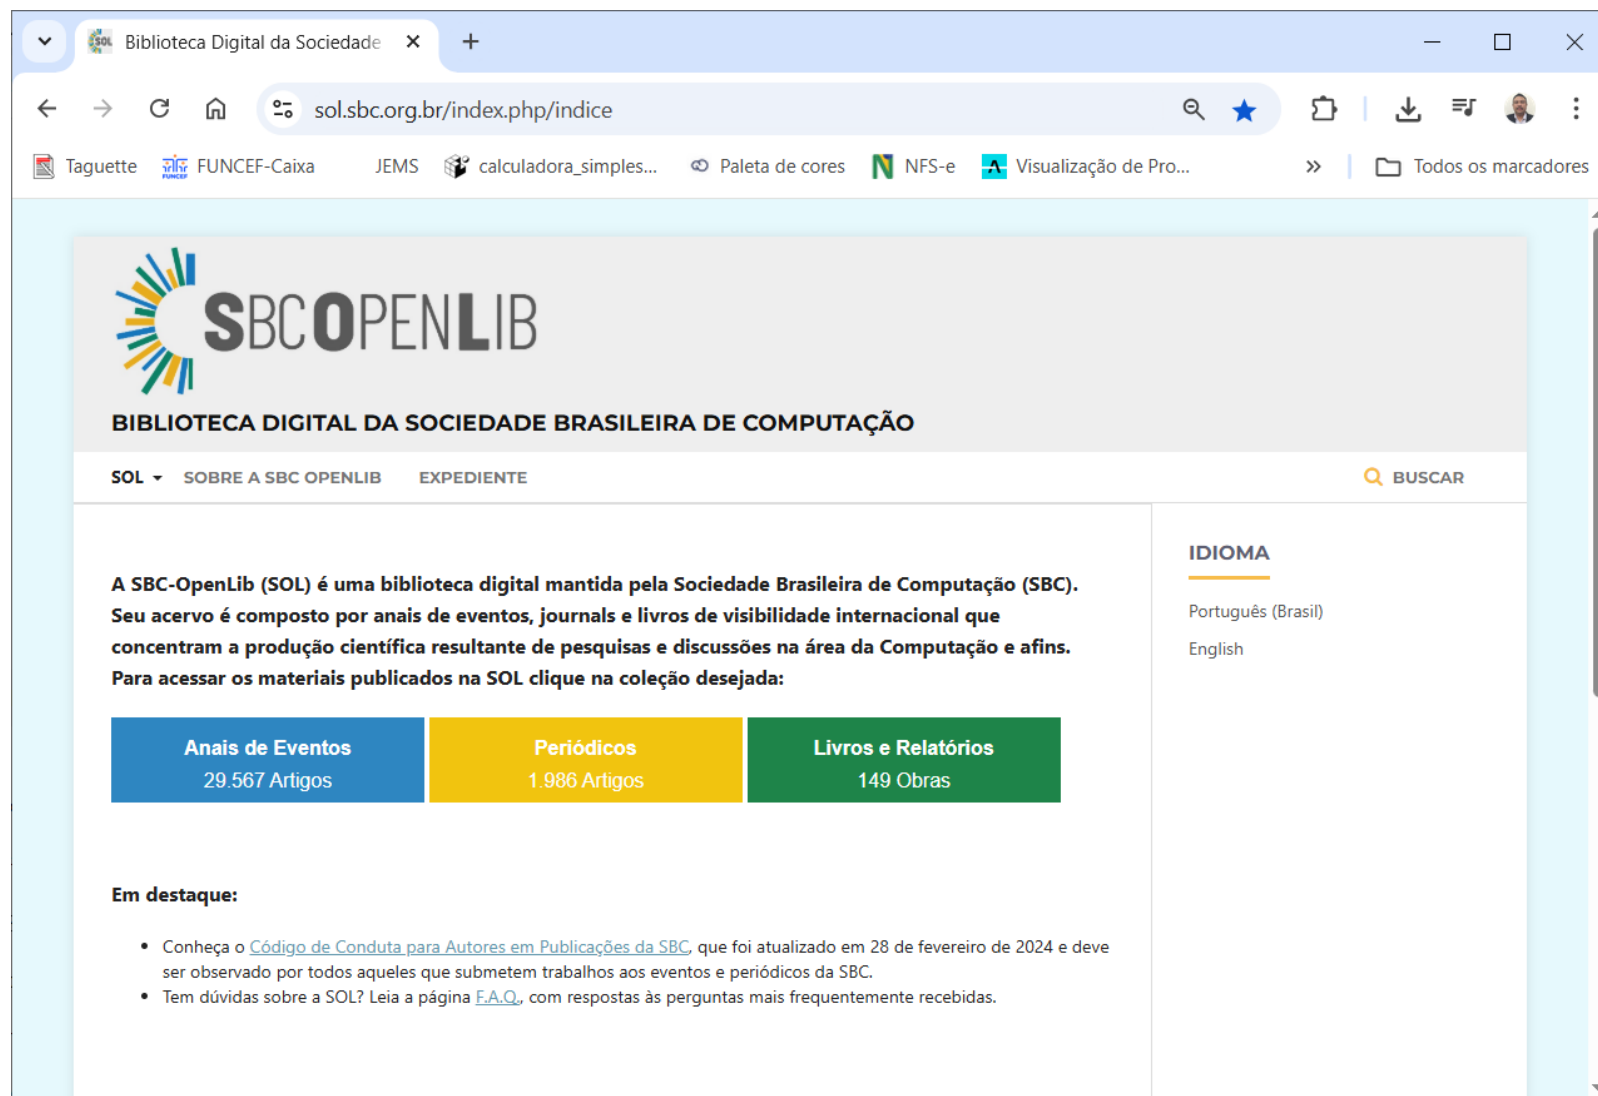 SOL Biblioteca Digital da Sociedade
sol.sbc.org.br/index.php/indice
Taguette FUNCEF FUNCEF-Caixa JEMS calculadora_simples... Paleta de cores NFS-e Visualização de Pro... Todos os marcadores
SBCOPENLIB
BIBLIOTECA DIGITAL DA SOCIEDADE BRASILEIRA DE COMPUTAÇÃO
SOL SOBRE A SBC OPENLIB EXPEDIENTE BUSCAR
A SBC-OpenLib (SOL) é uma biblioteca digital mantida pela Sociedade Brasileira de Computação (SBC).
Seu acervo é composto por anais de eventos, journals e livros de visibilidade internacional que
concentram a produção científica resultante de pesquisas e discussões na área da Computação e afins.
Para acessar os materiais publicados na SOL clique na coleção desejada:
Anais de Eventos
29.567 Artigos
Periódicos
1.986 Artigos
Livros e Relatórios
149 Obras
Em destaque:
• Conheça o Código de Conduta para Autores em Publicações da SBC, que foi atualizado em 28 de fevereiro de 2024 e deve
ser observado por todos aqueles que submetem trabalhos aos eventos e periódicos da SBC.
• Tem dúvidas sobre a SOL? Leia a página F.A.Q., com respostas às perguntas mais frequentemente recebidas.
IDIOMA
Português (Brasil)
English